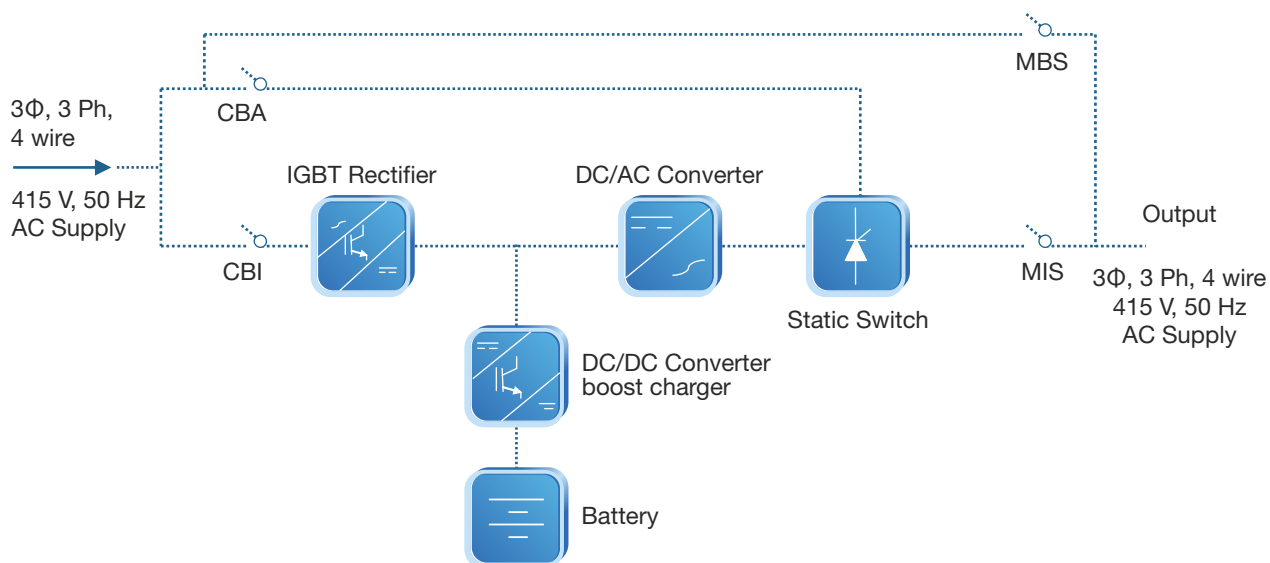 MBS
CBA
3Φ, 3 Ph,
4 wire
415 V, 50 Hz
AC Supply
IGBT Rectifier
DC/AC Converter
CBI
Static Switch
MIS
Output
3Φ, 3 Ph, 4 wire
415 V, 50 Hz
AC Supply
DC/DC Converter
boost charger
Battery